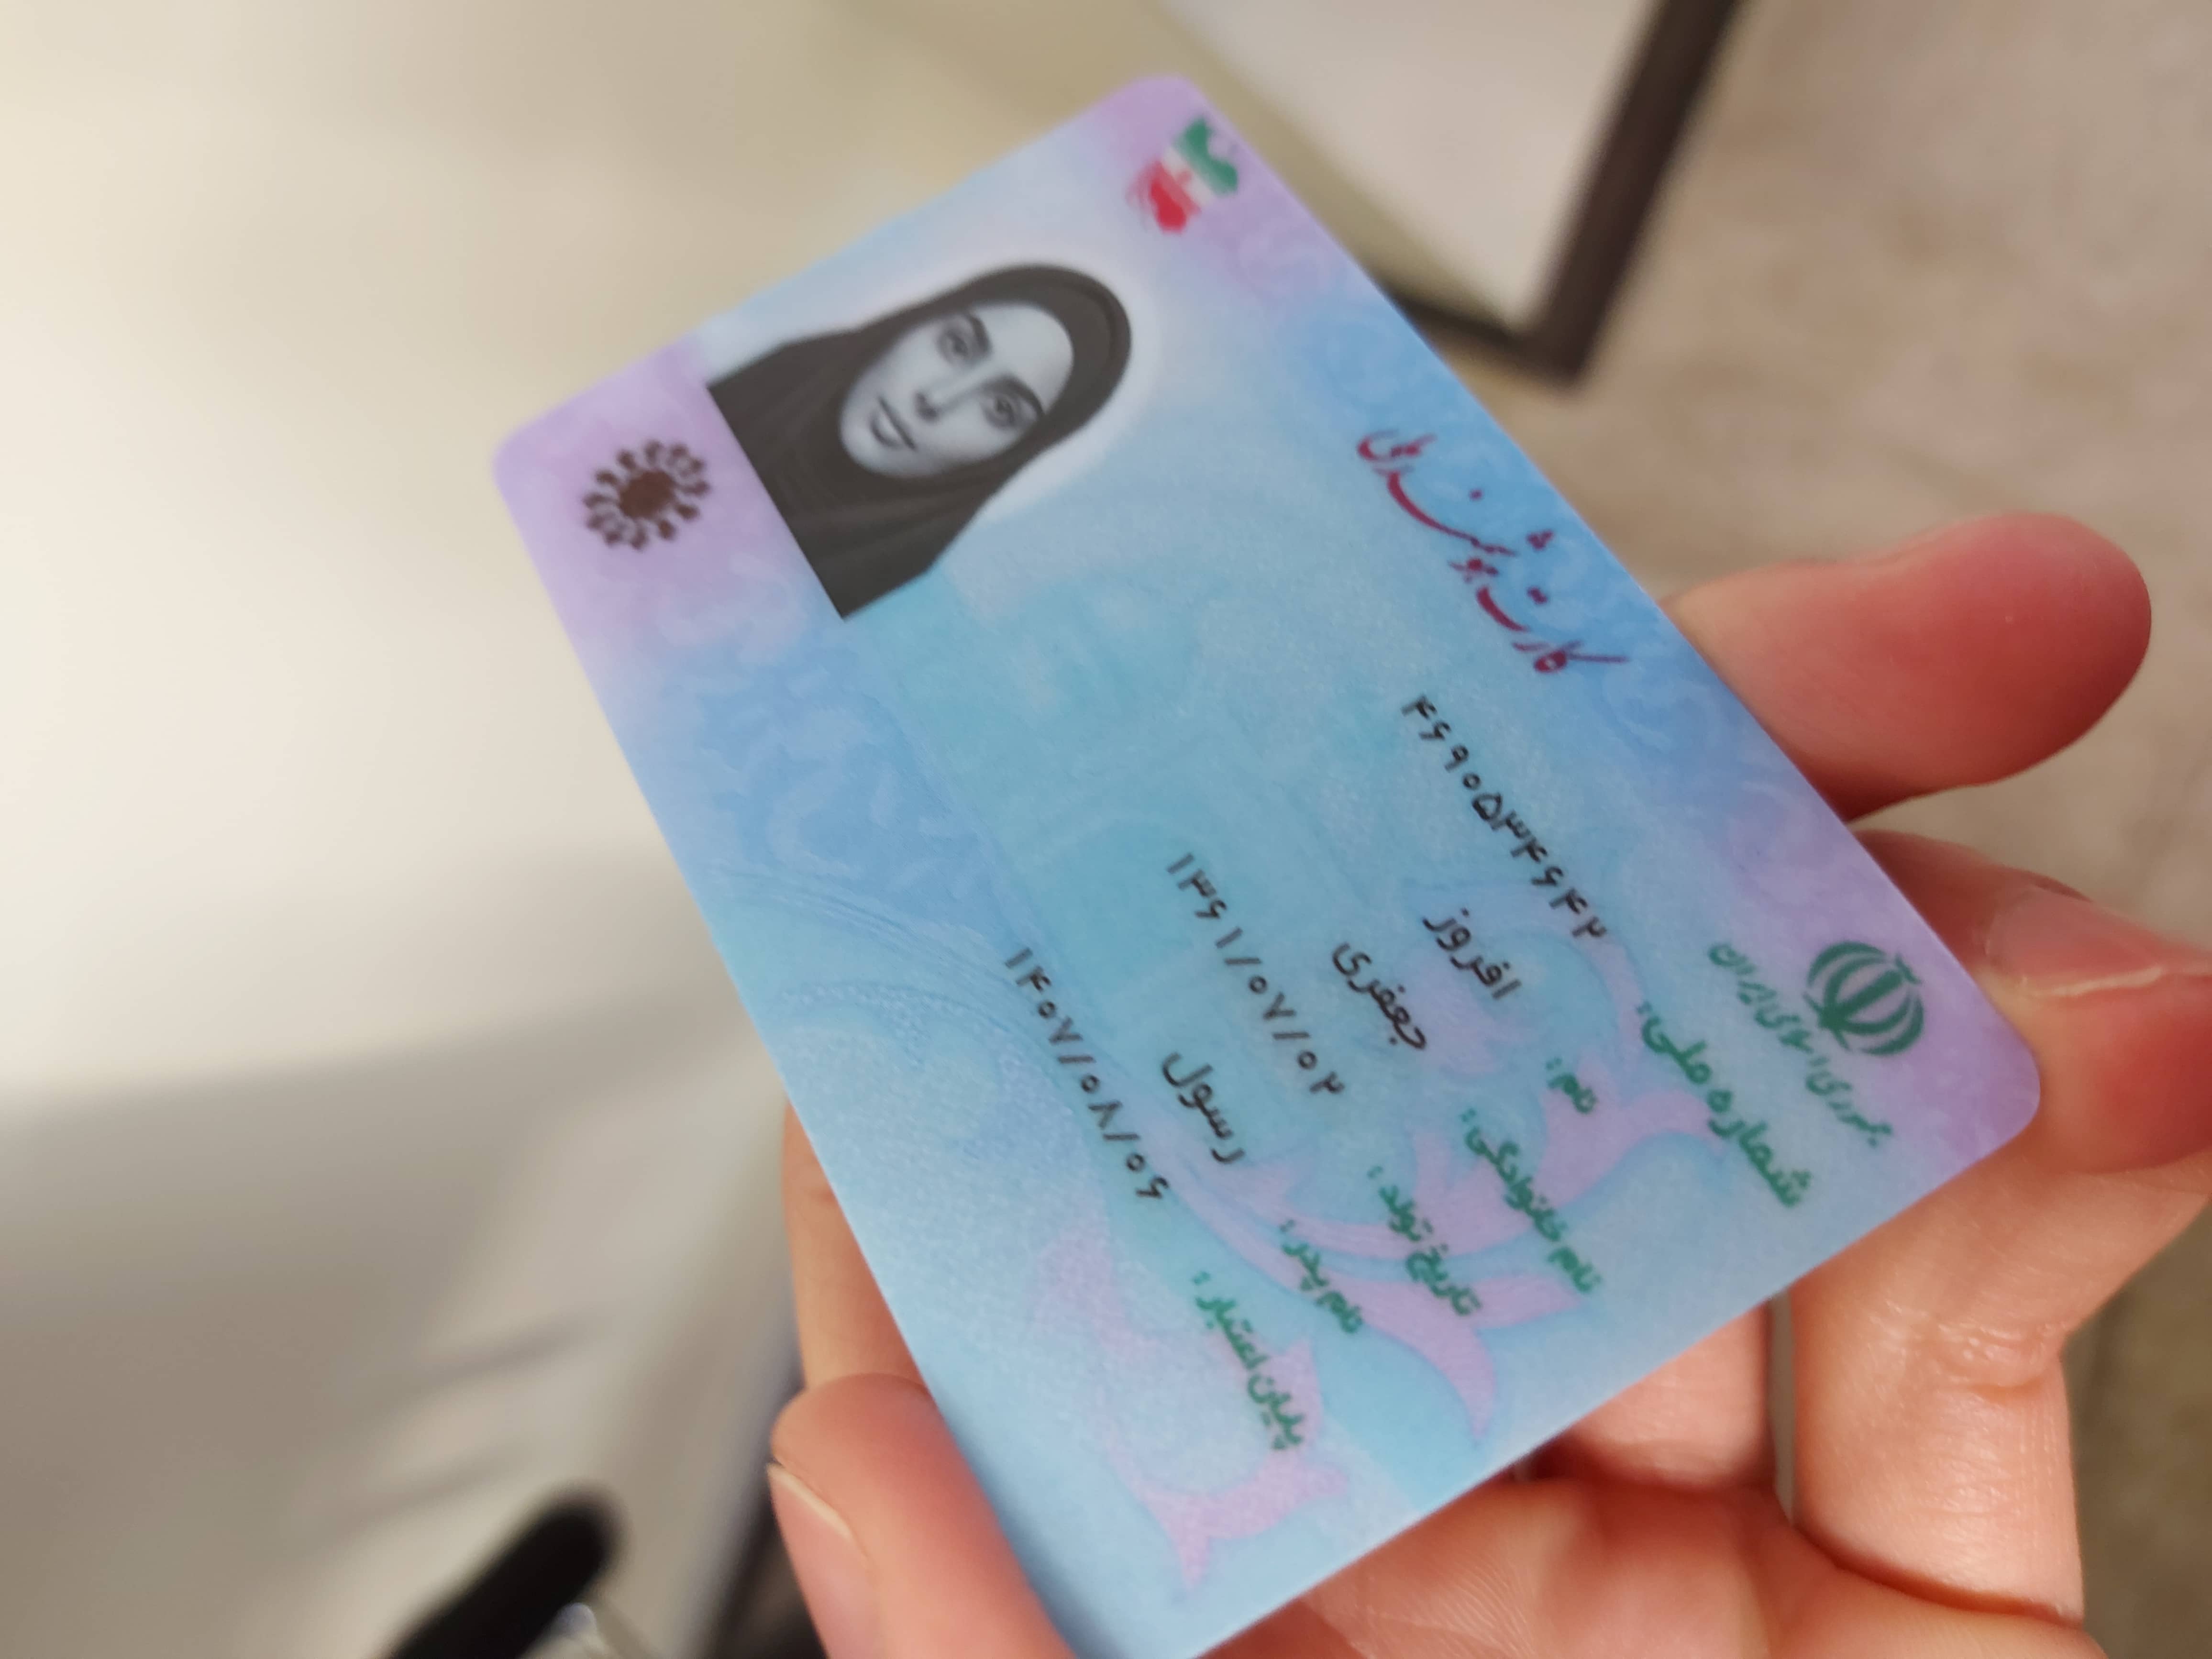 جمهوری اسلامی ایران
کارت هوشمند ملی
شماره ملی: ۴۶۹۰۵۳۴۶۴۲
نام: افروز
نام خانوادگی: جعفری
تاریخ تولد: ۱۳۶۱/۰۷/۰۲
نام پدر: رسول
پایان اعتبار: ۱۴۰۷/۰۸/۰۶